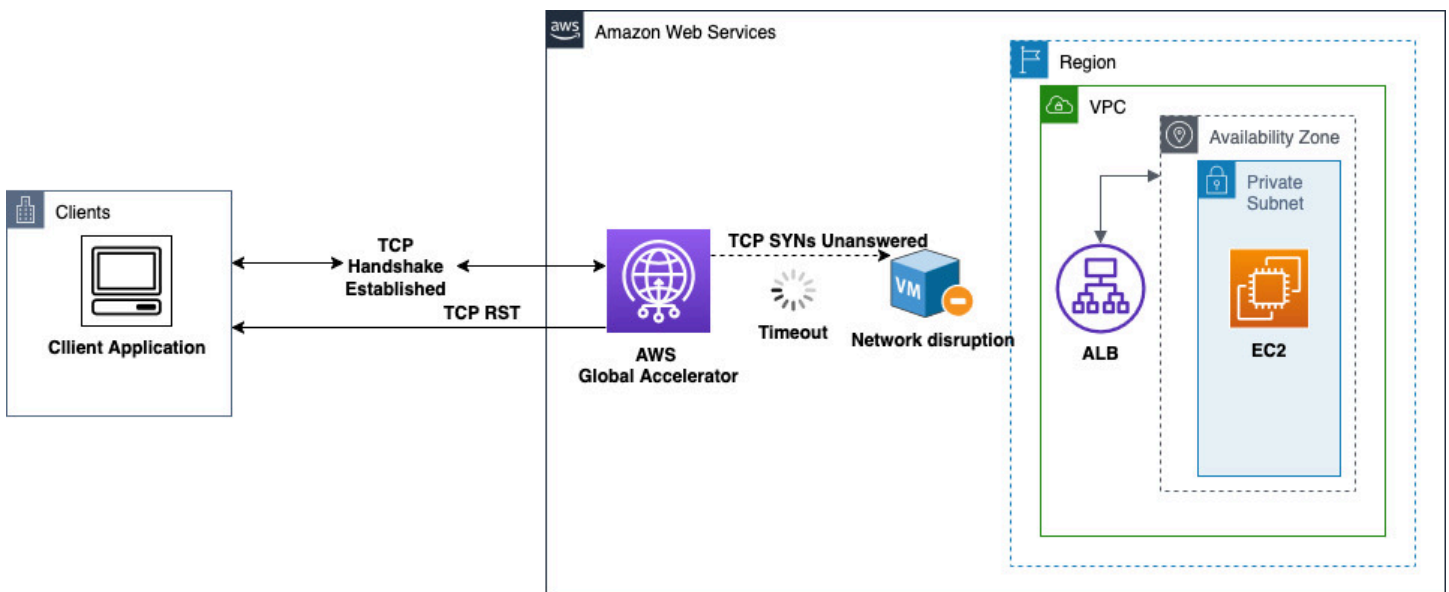 aws
Amazon Web Services
Region
VPC
Availability Zone
Private
Subnet
Clients
TCP
Handshake
Established
TCP SYNs Unanswered
VM
TCP RST
Timeout
Network disruption
Cllient Application
AWS
Global Accelerator
ALB
EC2